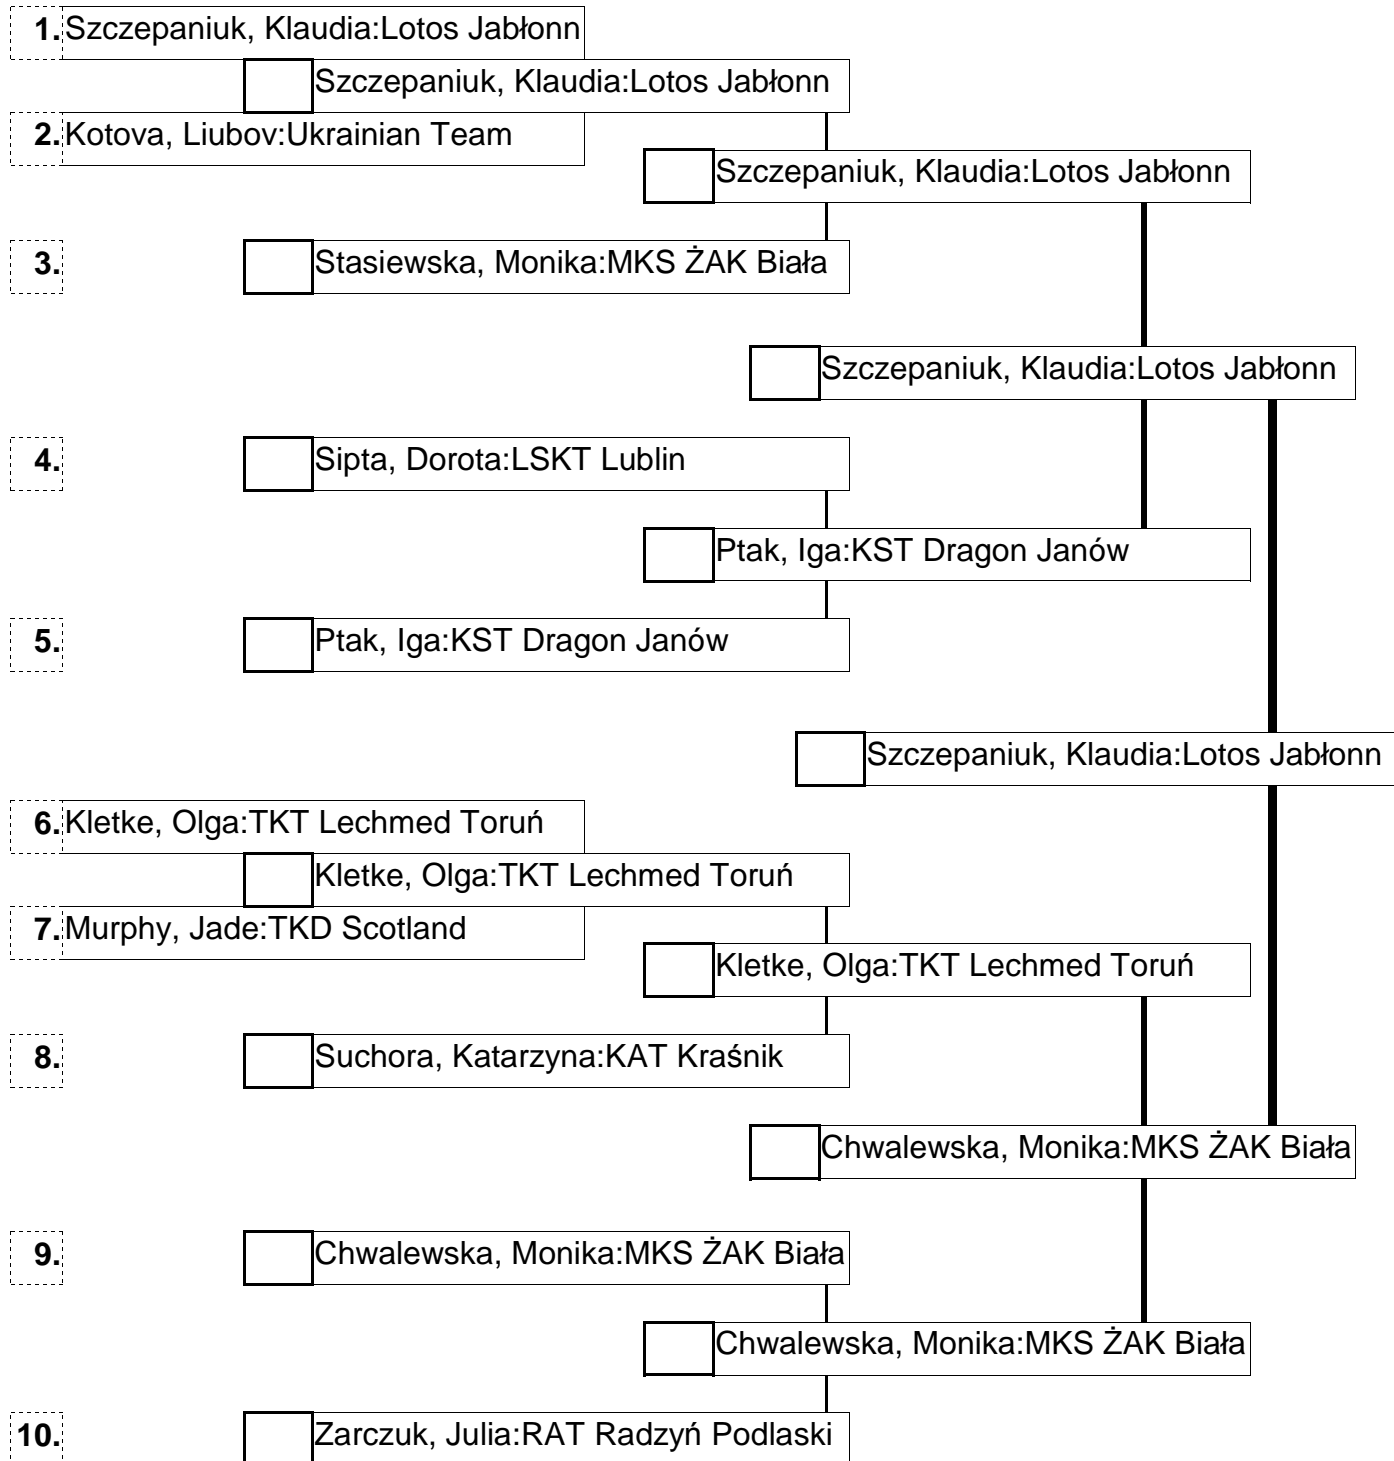 1. Szczepaniuk, Klaudia:Lotos Jabłonn
Szczepaniuk, Klaudia:Lotos Jabłonn
2. Kotova, Liubov:Ukrainian Team
Szczepaniuk, Klaudia:Lotos Jabłonn
3. Stasiewska, Monika:MKS ŻAK Biała
Szczepaniuk, Klaudia:Lotos Jabłonn
4. Sipta, Dorota:LSKT Lublin
Ptak, Iga:KST Dragon Janów
5. Ptak, Iga:KST Dragon Janów
Szczepaniuk, Klaudia:Lotos Jabłonn
6. Kletke, Olga:TKT Lechmed Toruń
Kletke, Olga:TKT Lechmed Toruń
7. Murphy, Jade:TKD Scotland
Kletke, Olga:TKT Lechmed Toruń
8. Suchora, Katarzyna:KAT Kraśnik
Chwalewska, Monika:MKS ŻAK Biała
9. Chwalewska, Monika:MKS ŻAK Biała
Chwalewska, Monika:MKS ŻAK Biała
10. Zarczuk, Julia:RAT Radzyń Podlaski